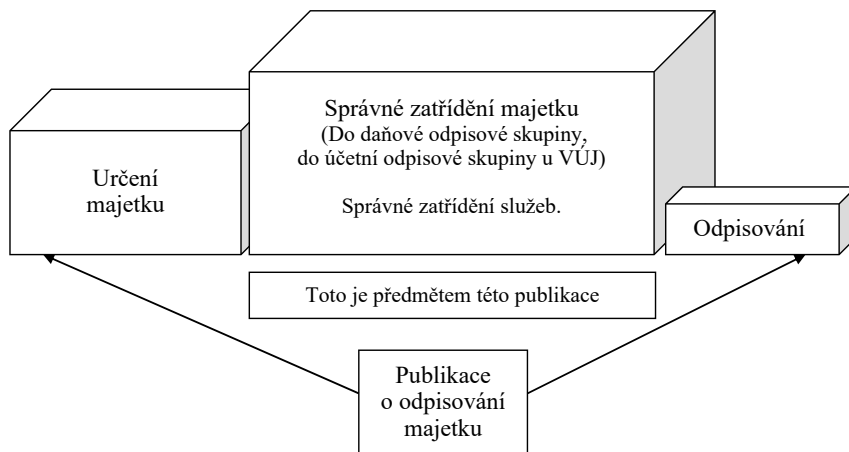 Určení
majetku
Správné zatřídění majetku
(Do daňové odpisové skupiny,
do účetní odpisové skupiny u VÚJ)
Správné zatřídění služeb.
Odpisování
Toto je předmětem této publikace
Publikace
o odpisování
majetku